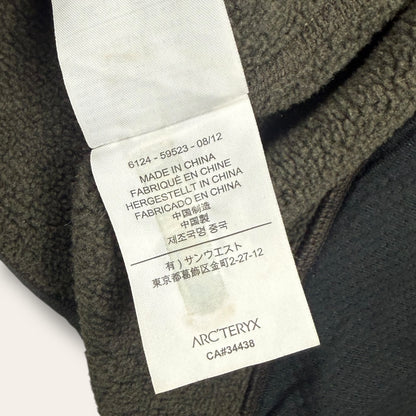 6124 - 59523 - 08/12
MADE IN CHINA
FABRIQUÉ EN CHINE
HERGESTELLT IN CHINA
FABRICADO EN CHINA
中国制造
中国製
제조국명 중국
有）サンウエスト
東京都葛飾区金町2-27-12
ARC'TERYX
CA#34438